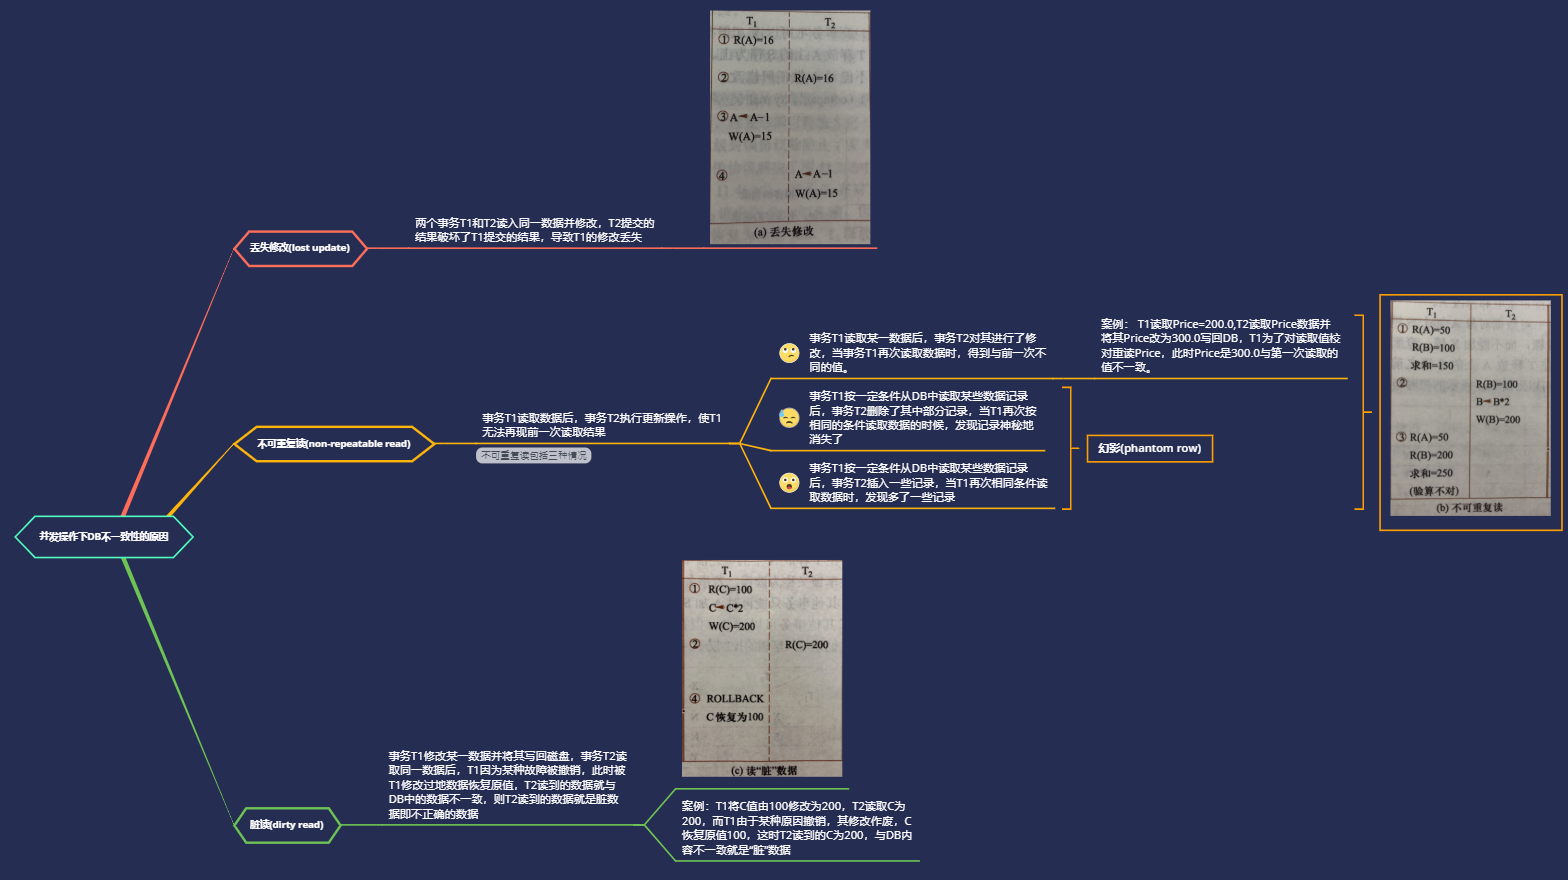 T1 T2
① R(A)=16
② R(A)=16
③ A← A−1
W(A)=15
④ A← A−1
W(A)=15
(a) 丢失修改
两个事务T1和T2读入同一数据并修改，T2提交的
结果破坏了T1提交的结果，导致T1的修改丢失
丢失修改(lost update)
事务T1读取某一数据后，事务T2对其进行了修
改，当事务T1再次读取数据时，得到与前一次不
同的值。
案例： T1读取Price=200.0,T2读取Price数据并
将其Price改为300.0写回DB，T1为了对读取值校
对重读Price，此时Price是300.0与第一次读取的
值不一致。
T1 T2
① R(A)=50
R(B)=100
求和=150
② R(B)=100
B← B*2
W(B)=200
③ R(A)=50
R(B)=200
求和=250
(验算不对)
(b) 不可重复读
事务T1按一定条件从DB中读取某些数据记录
后，事务T2删除了其中部分记录，当T1再次按
相同的条件读取数据的时候，发现记录神秘地
消失了
事务T1读取数据后，事务T2执行更新操作，使T1
无法再现前一次读取结果
不可重复读包括三种情况
不可重复读(non-repeatable read)
幻影(phantom row)
事务T1按一定条件从DB中读取某些数据记录
后，事务T2插入一些记录，当T1再次相同条件读
取数据时，发现多了一些记录
并发操作下DB不一致性的原因
T1 T2
① R(C)=100
C← C*2
W(C)=200
② R(C)=200
④ ROLLBACK
C 恢复为100
(c) 读“脏”数据
事务T1修改某一数据并将其写回磁盘，事务T2读
取同一数据后，T1因为某种故障被撤销，此时被
T1修改过地数据恢复原值，T2读到的数据就与
DB中的数据不一致，则T2读到的数据就是脏数
据即不正确的数据
脏读(dirty read)
案例：T1将C值由100修改为200，T2读取C为
200，而T1由于某种原因撤销，其修改作废，C
恢复原值100，这时T2读到的C为200，与DB内
容不一致就是“脏”数据